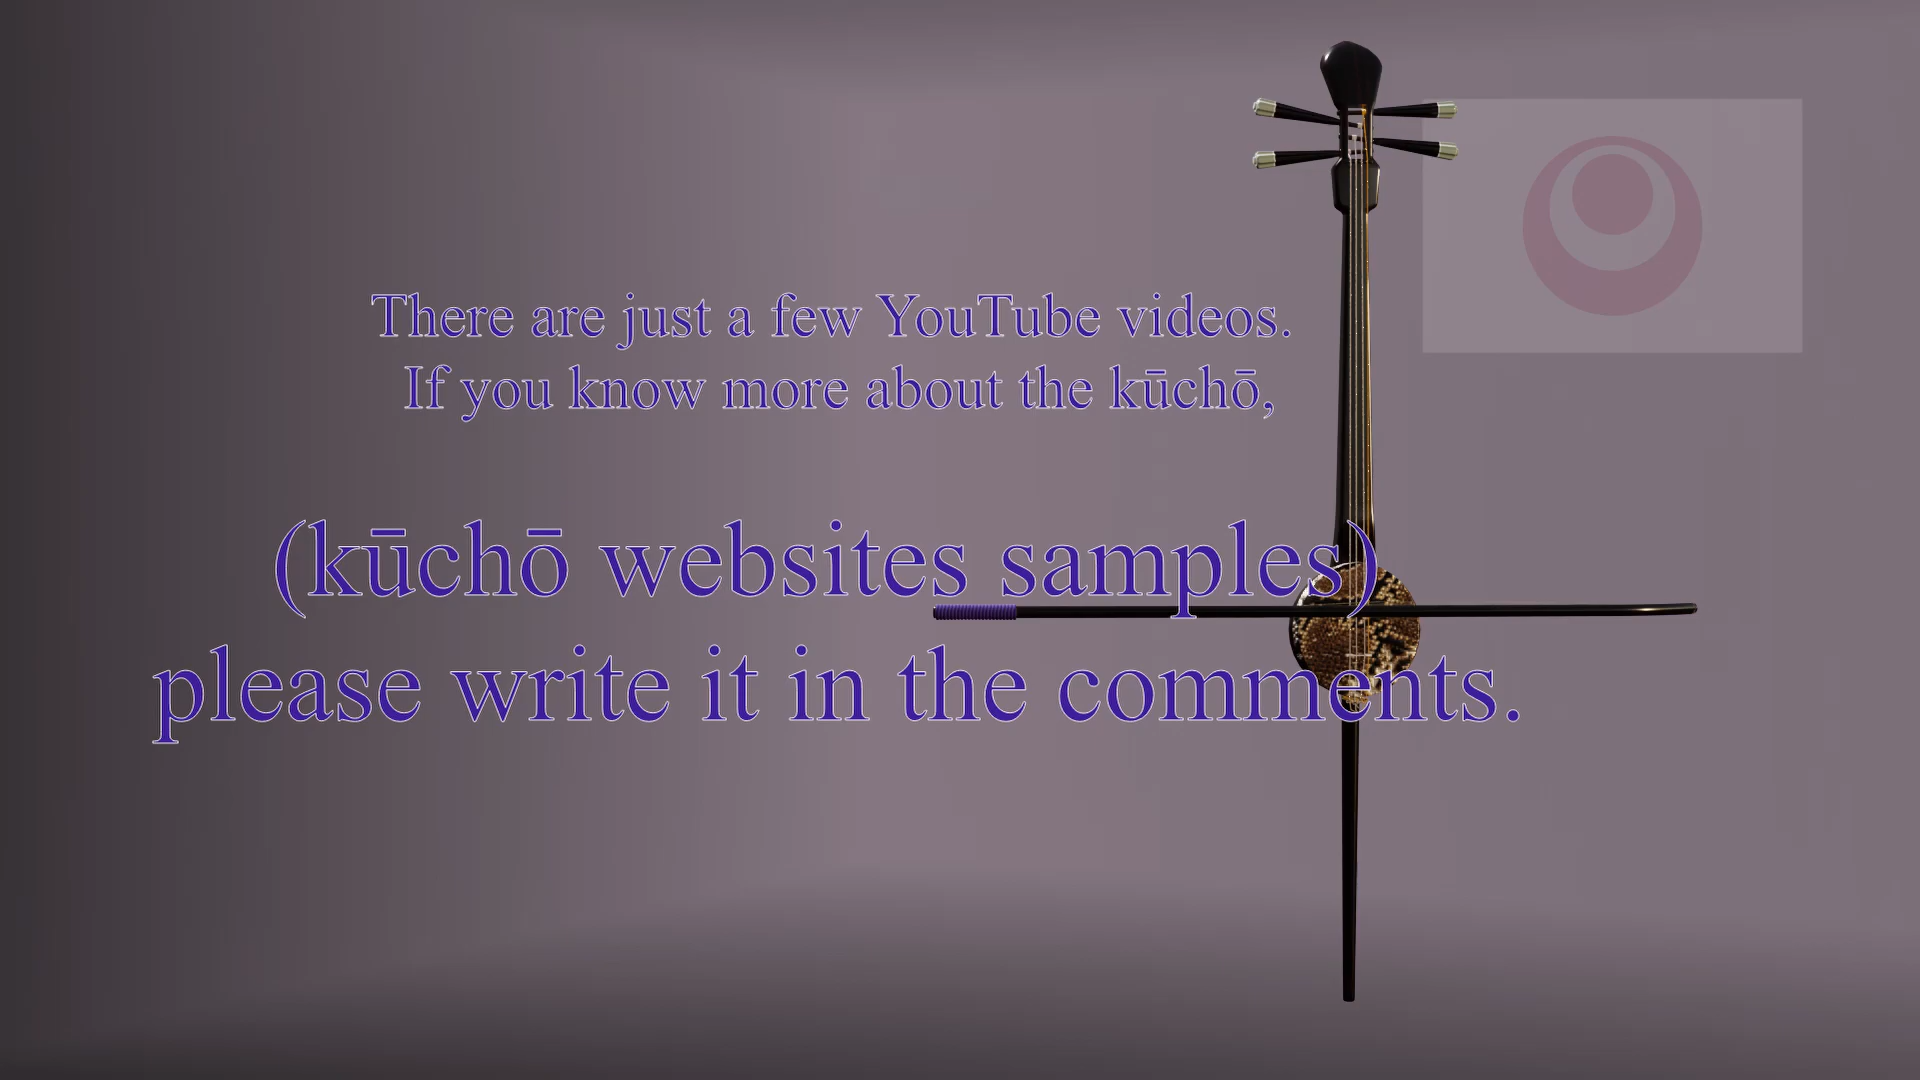 There are just a few YouTube videos.
If you know more about the kūchō,
(kūchō websites samples)
please write it in the comments.